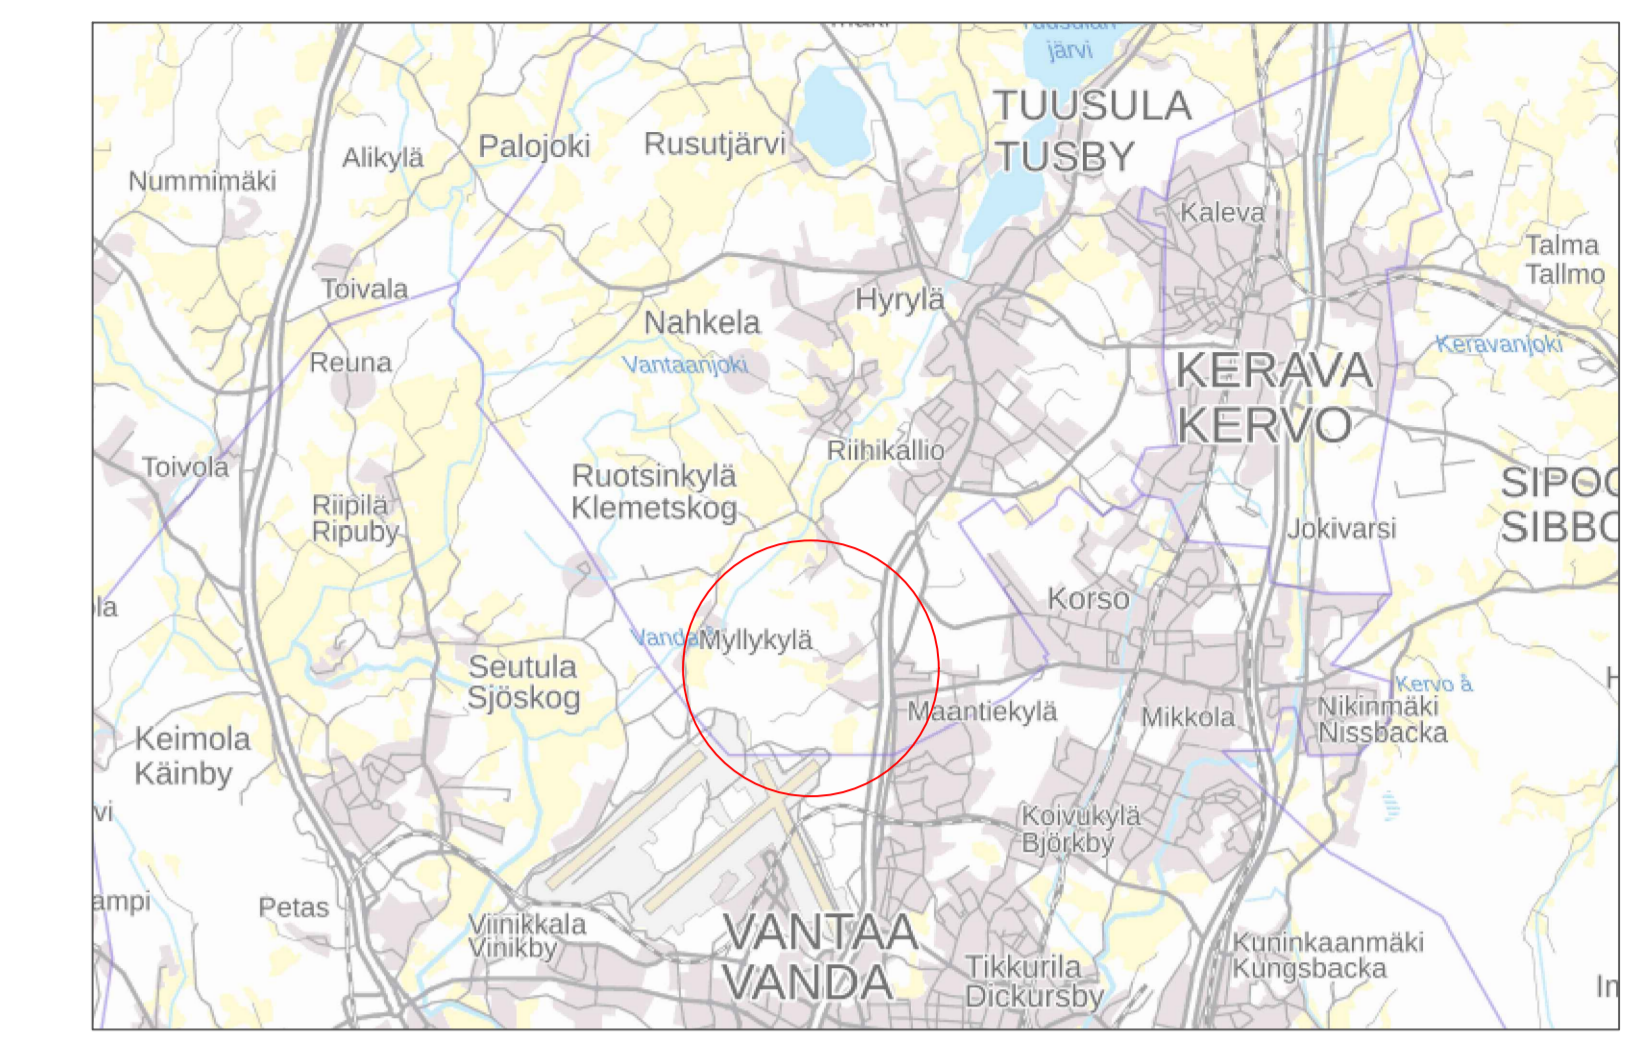 järvi
TUUSULA
TUSBY
Palojoki
Rusutjärvi
Alikylä
Nummimäki
Kaleva
Talma
Tallmo
Toivala
Hyrylä
Nahkela
Keravanjoki
Reuna
Vantaanjoki
KERAVA
KERVO
Riihikallio
Toivola
Ruotsinkylä
Klemetskog
SIPOO
SIBBO
Riipilä
Ripuby
Jokivarsi
Korso
Myllykylä
Seutula
Sjöskog
Kervo å
Maantiekylä
Mikkola
Nikinmäki
Nissbacka
Keimola
Käinby
Koivukylä
Björkby
Petas
Viinikkala
Vinikby
VANTAA
VANDA
Tikkurila
Dickursby
Kuninkaanmäki
Kungsbacka